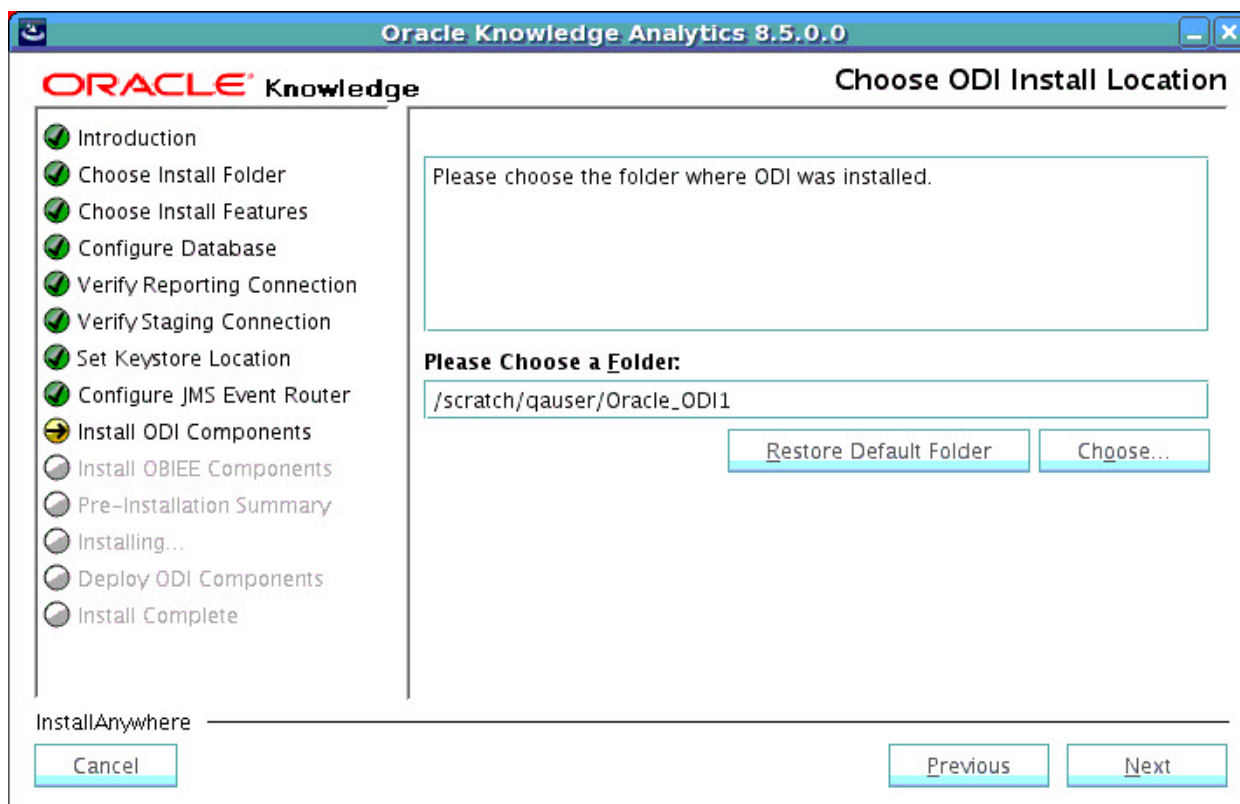 Oracle Knowledge Analytics 8.5.0.0
ORACLE Knowledge
Choose ODI Install Location
Introduction
Choose Install Folder
Choose Install Features
Configure Database
Verify Reporting Connection
Verify Staging Connection
Set Keystore Location
Configure JMS Event Router
Install ODI Components
Install OBIEE Components
Pre-Installation Summary
Installing...
Deploy ODI Components
Install Complete
Please choose the folder where ODI was installed.
Please Choose a Folder:
/scratch/qauser/Oracle_ODI1
Restore Default Folder
Choose...
InstallAnywhere
Cancel
Previous
Next